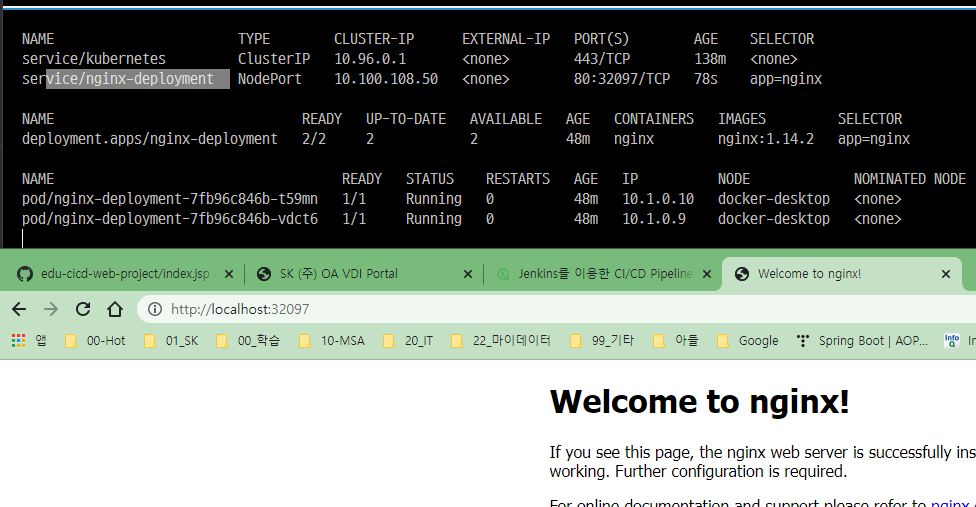 NAME TYPE CLUSTER-IP EXTERNAL-IP PORT(S) AGE SELECTOR
service/kubernetes ClusterIP 10.96.0.1 <none> 443/TCP 138m <none>
service/nginx-deployment NodePort 10.100.108.50 <none> 80:32097/TCP 78s app=nginx
NAME READY UP-TO-DATE AVAILABLE AGE CONTAINERS IMAGES SELECTOR
deployment.apps/nginx-deployment 2/2 2 2 48m nginx nginx:1.14.2 app=nginx
NAME READY STATUS RESTARTS AGE IP NODE NOMINATED NODE
pod/nginx-deployment-7fb96c846b-t59mn 1/1 Running 0 48m 10.1.0.10 docker-desktop <none>
pod/nginx-deployment-7fb96c846b-vdct6 1/1 Running 0 48m 10.1.0.9 docker-desktop <none>
edu-cicd-web-project/index.jsp SK (주) OA VDI Portal Jenkins를 이용한 CI/CD Pipeline Welcome to nginx!
http://localhost:32097
앱 00-Hot 01_SK 00_학습 10-MSA 20_IT 22_마이데이터 99_기타 아들 Google Spring Boot | AOP... Info Q In
Welcome to nginx!
If you see this page, the nginx web server is successfully ins
working. Further configuration is required.
For online documentation and support please refer to nginx